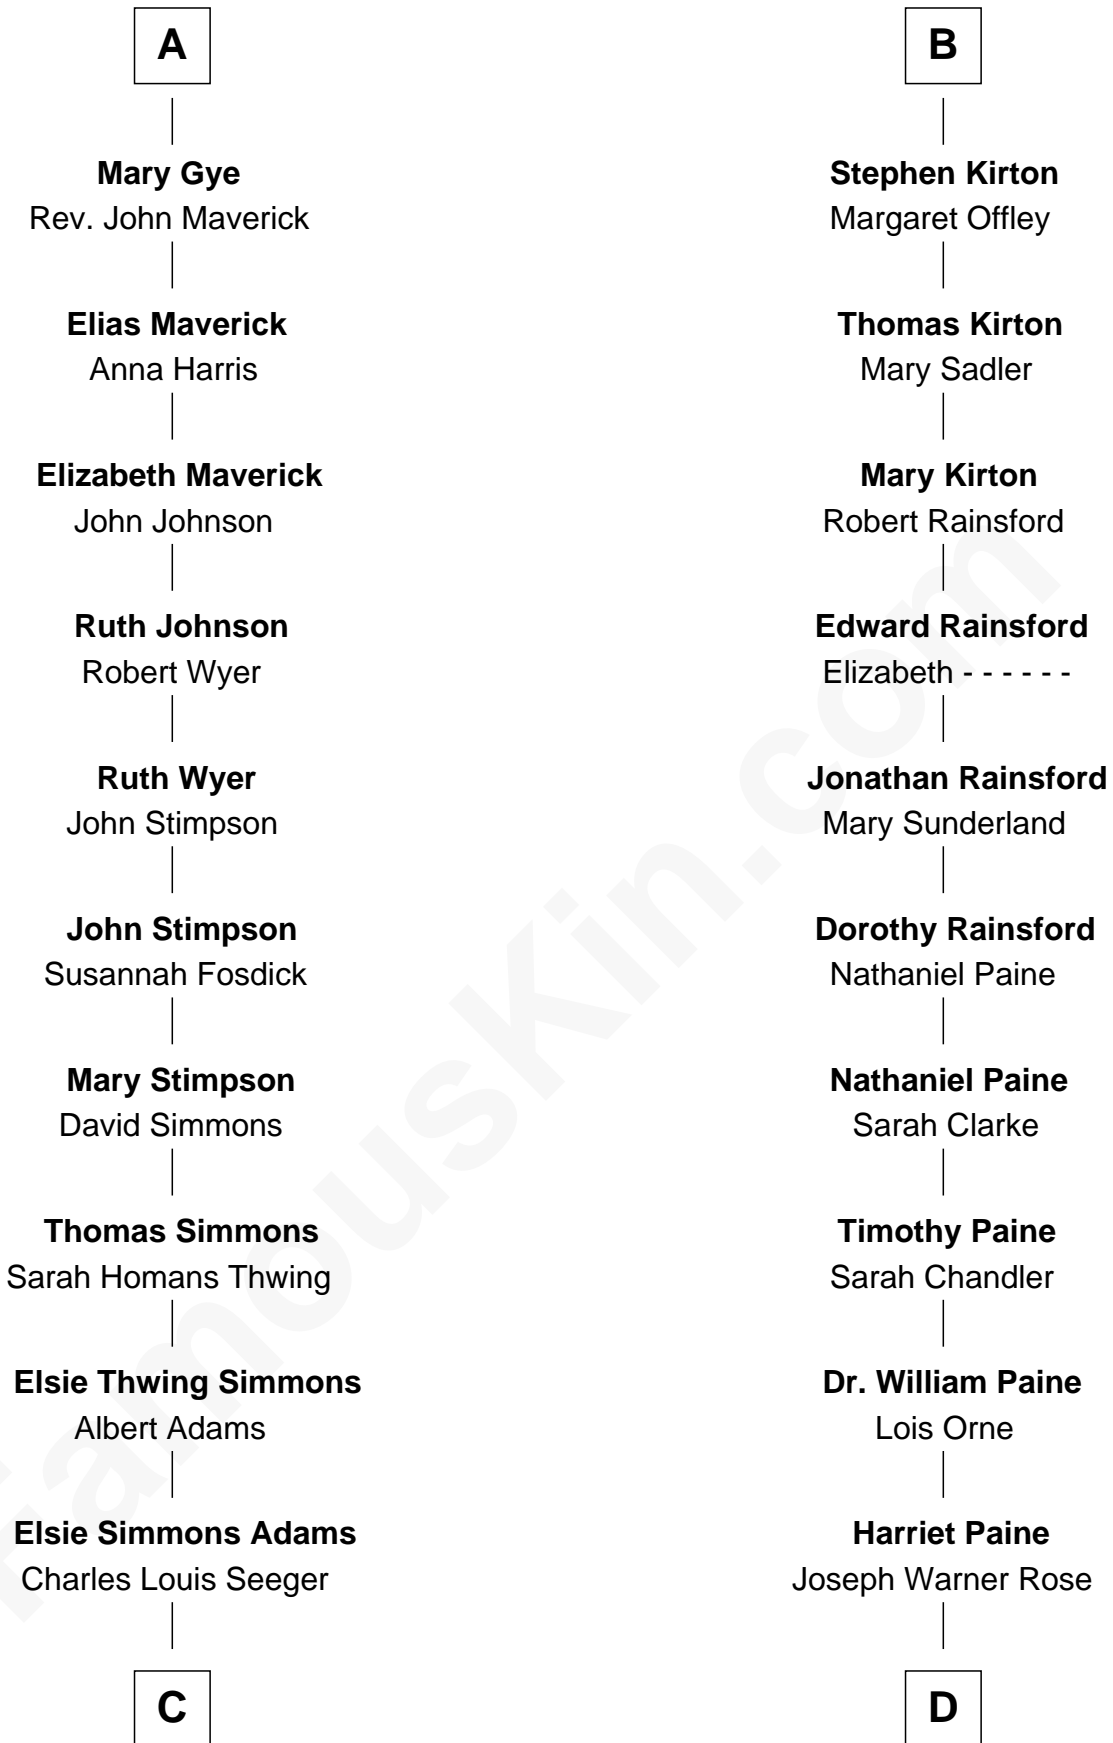 A
Mary Gye
Rev. John Maverick
Elias Maverick
Anna Harris
Elizabeth Maverick
John Johnson
Ruth Johnson
Robert Wyer
Ruth Wyer
John Stimpson
John Stimpson
Susannah Fosdick
Mary Stimpson
David Simmons
Thomas Simmons
Sarah Homans Thwing
Elsie Thwing Simmons
Albert Adams
Elsie Simmons Adams
Charles Louis Seeger
C
B
Stephen Kirton
Margaret Offley
Thomas Kirton
Mary Sadler
Mary Kirton
Robert Rainsford
Edward Rainsford
Elizabeth - - - - - -
Jonathan Rainsford
Mary Sunderland
Dorothy Rainsford
Nathaniel Paine
Nathaniel Paine
Sarah Clarke
Timothy Paine
Sarah Chandler
Dr. William Paine
Lois Orne
Harriet Paine
Joseph Warner Rose
D
FamousKin.com